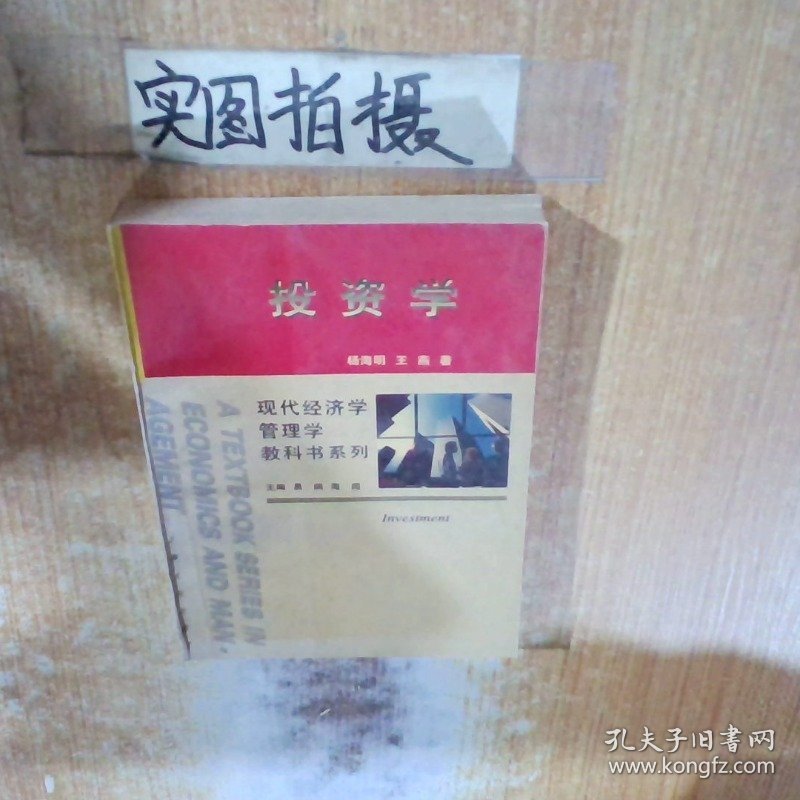 实图拍摄
投资学
杨海明 王燕 著
现代经济学
管理学
教科书系列
主编
Investment
A TEXTBOOK SERIES IN
ECONOMICS AND MAN-
AGEMENT
孔夫子旧书网
www.kongfz.com